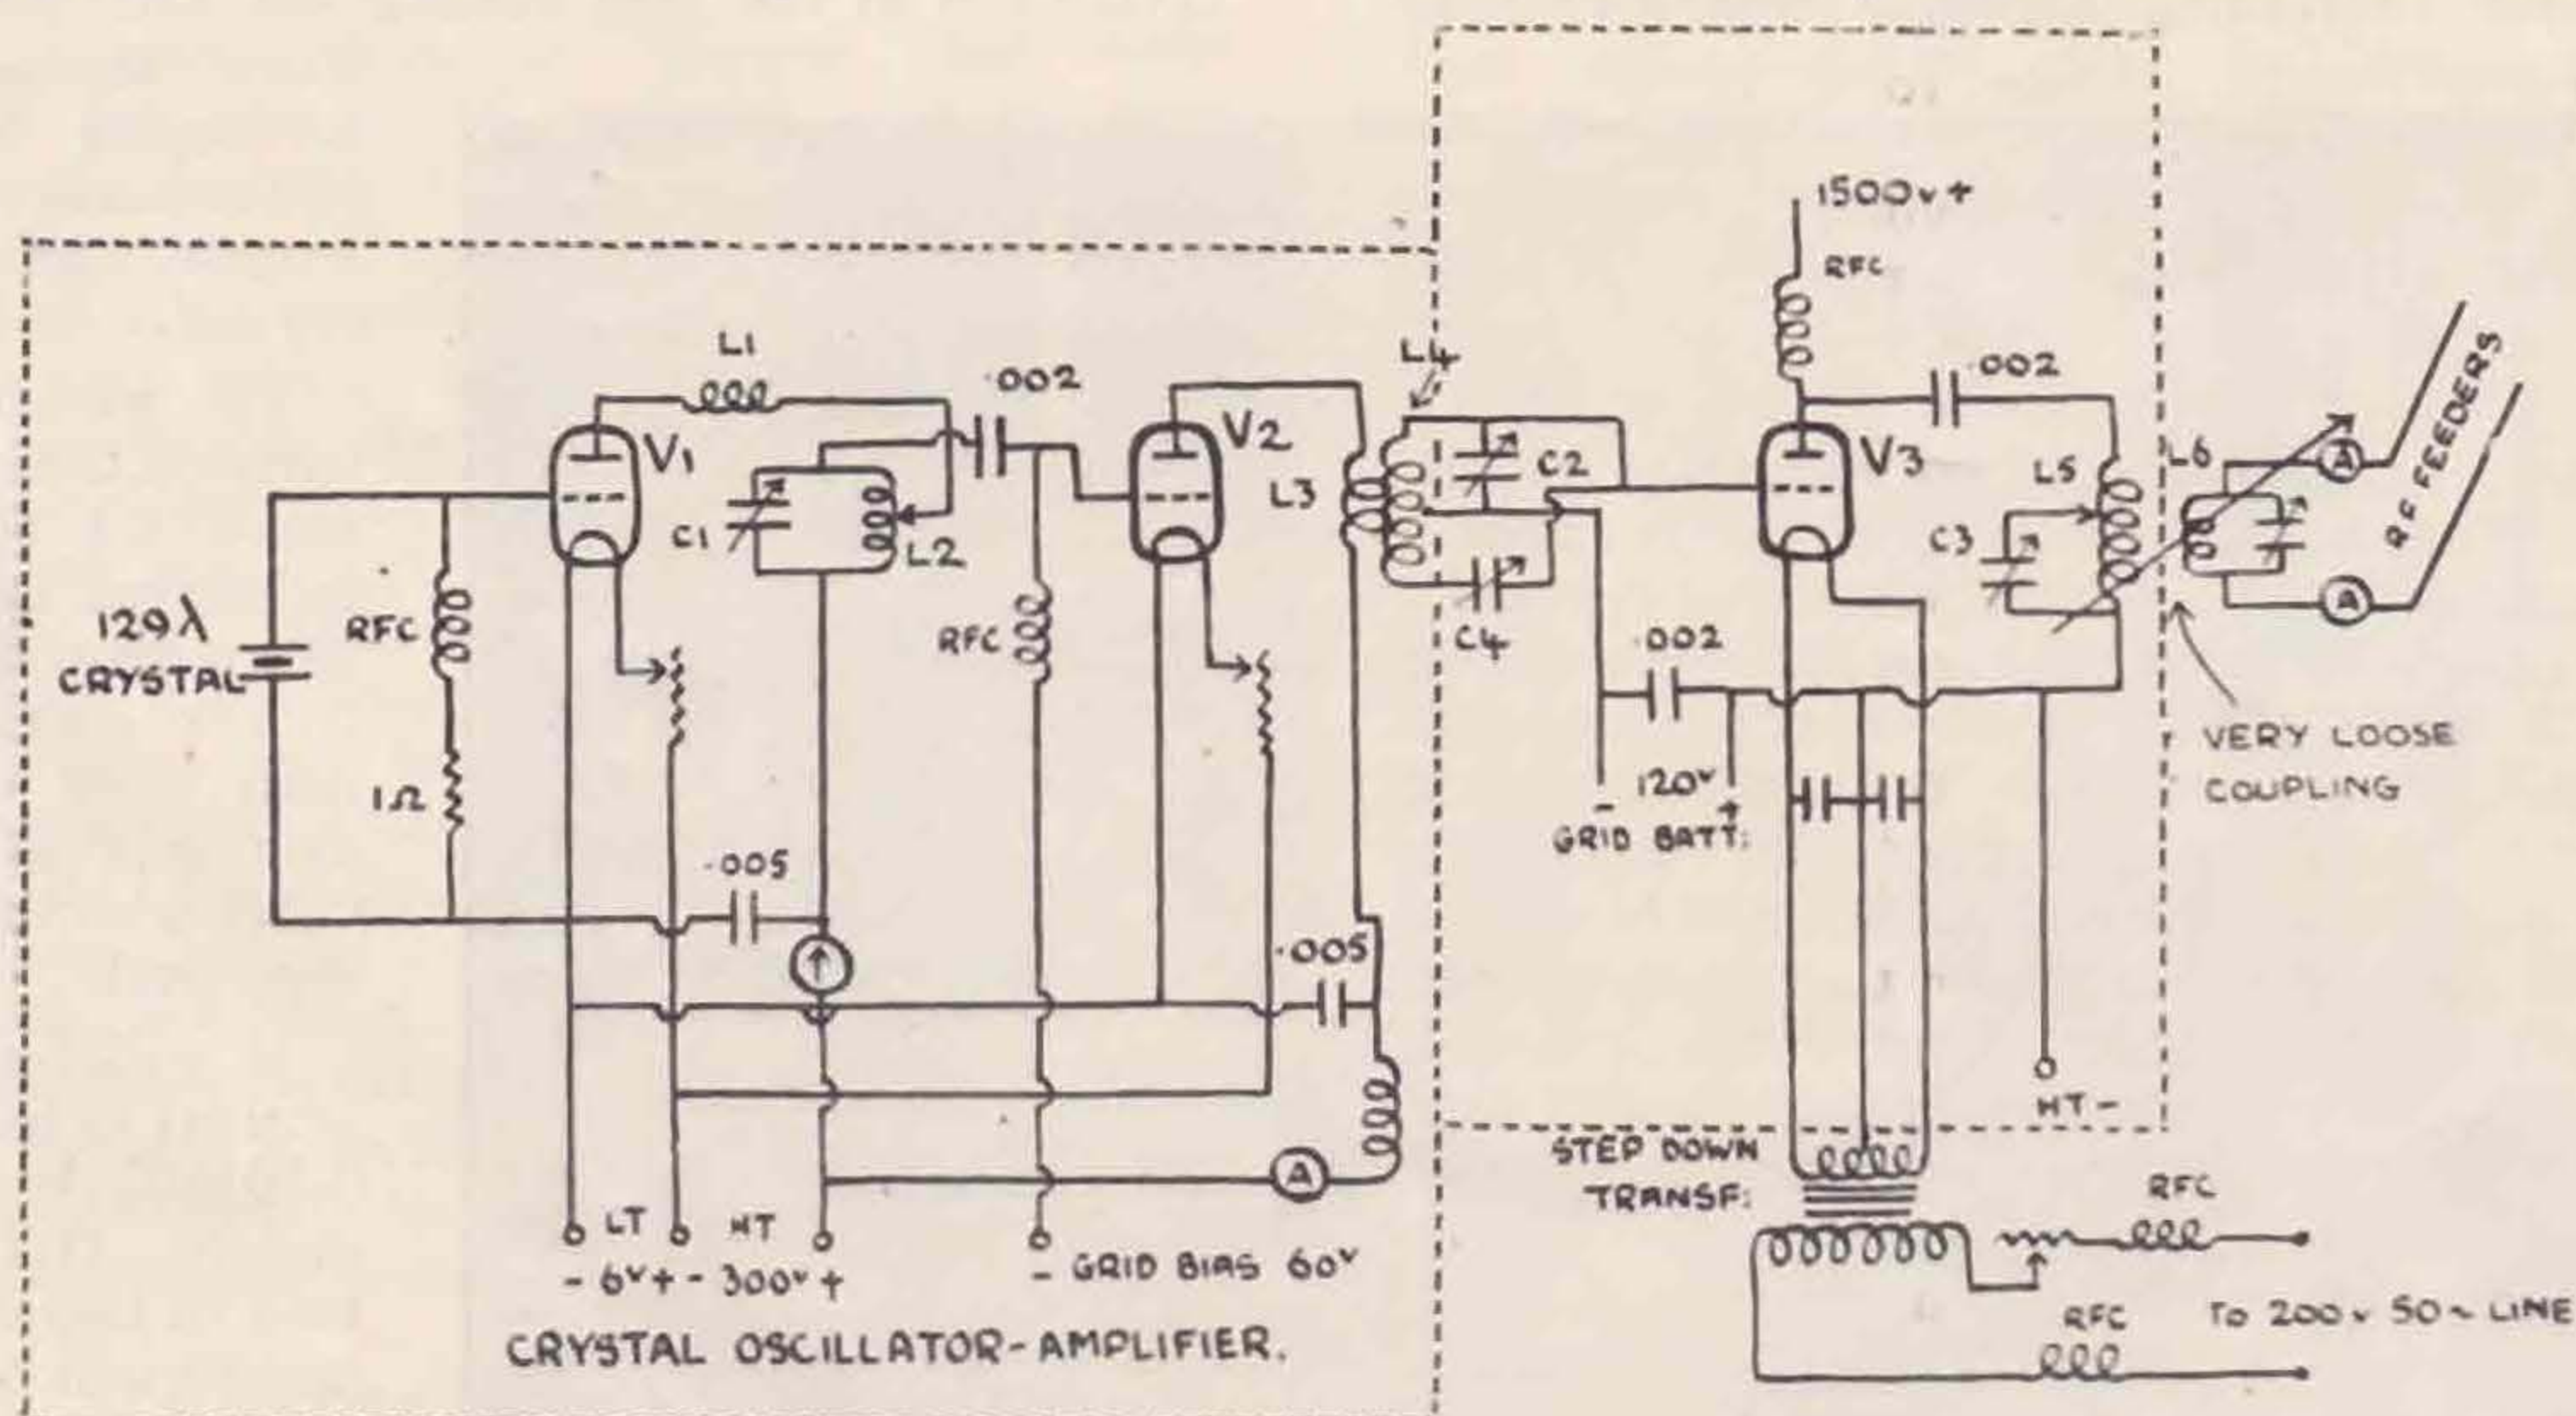 1500v+
RFC
L1
.002
L4
.002
V1
V2
C2
V3
L6
RF FEEDERS
L3
L5
A
C1
L2
C3
129λ
CRYSTAL
RFC
RFC
C4
.002
A
VERY LOOSE
COUPLING
1Ω
- 120v +
GRID BATT:
.005
.005
HT -
STEP DOWN
TRANSF:
A
RFC
LT HT
- 6v + - 300v +
- GRID BIAS 60v
RFC
TO 200v 50~ LINE
CRYSTAL OSCILLATOR-AMPLIFIER.